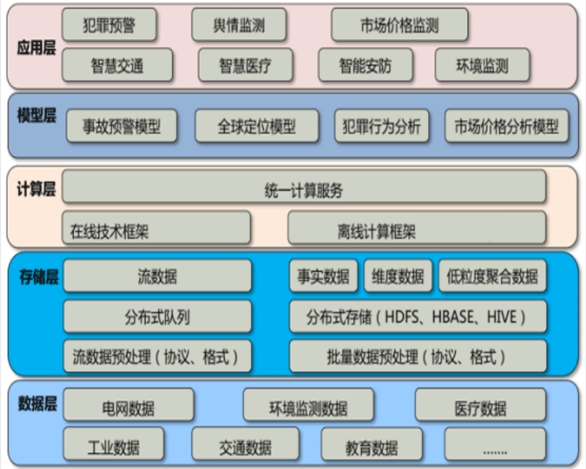 应用层
犯罪预警 舆情监测 市场价格监测
智慧交通 智慧医疗 智能安防 环境监测
模型层
事故预警模型 全球定位模型 犯罪行为分析 市场价格分析模型
计算层
统一计算服务
在线技术框架 离线计算框架
存储层
流数据 事实数据 维度数据 低粒度聚合数据
分布式队列 分布式存储（HDFS、HBASE、HIVE）
流数据预处理（协议、格式） 批量数据预处理（协议、格式）
数据层
电网数据 环境监测数据 医疗数据
工业数据 交通数据 教育数据 .......